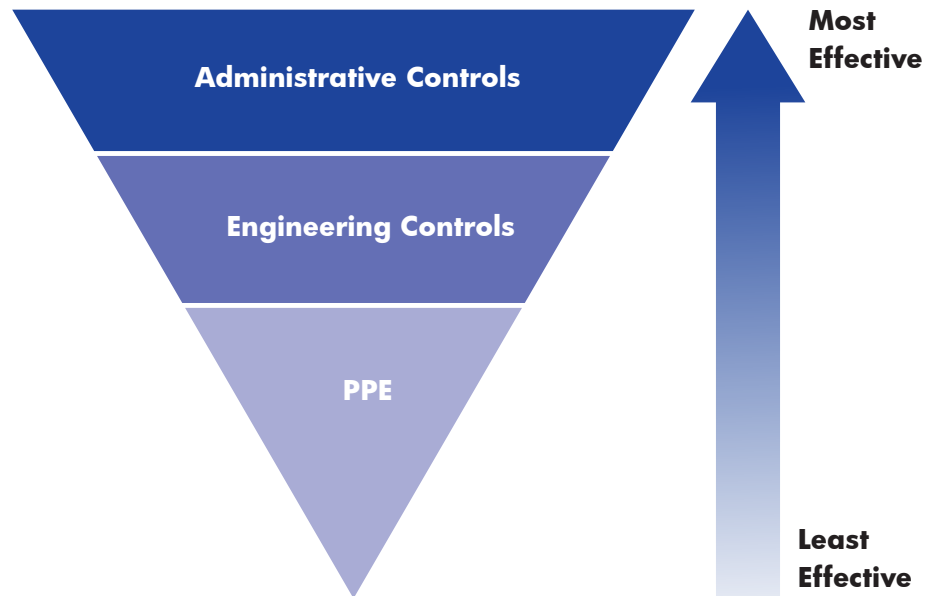 Most
Effective
Administrative Controls
Engineering Controls
PPE
Least
Effective